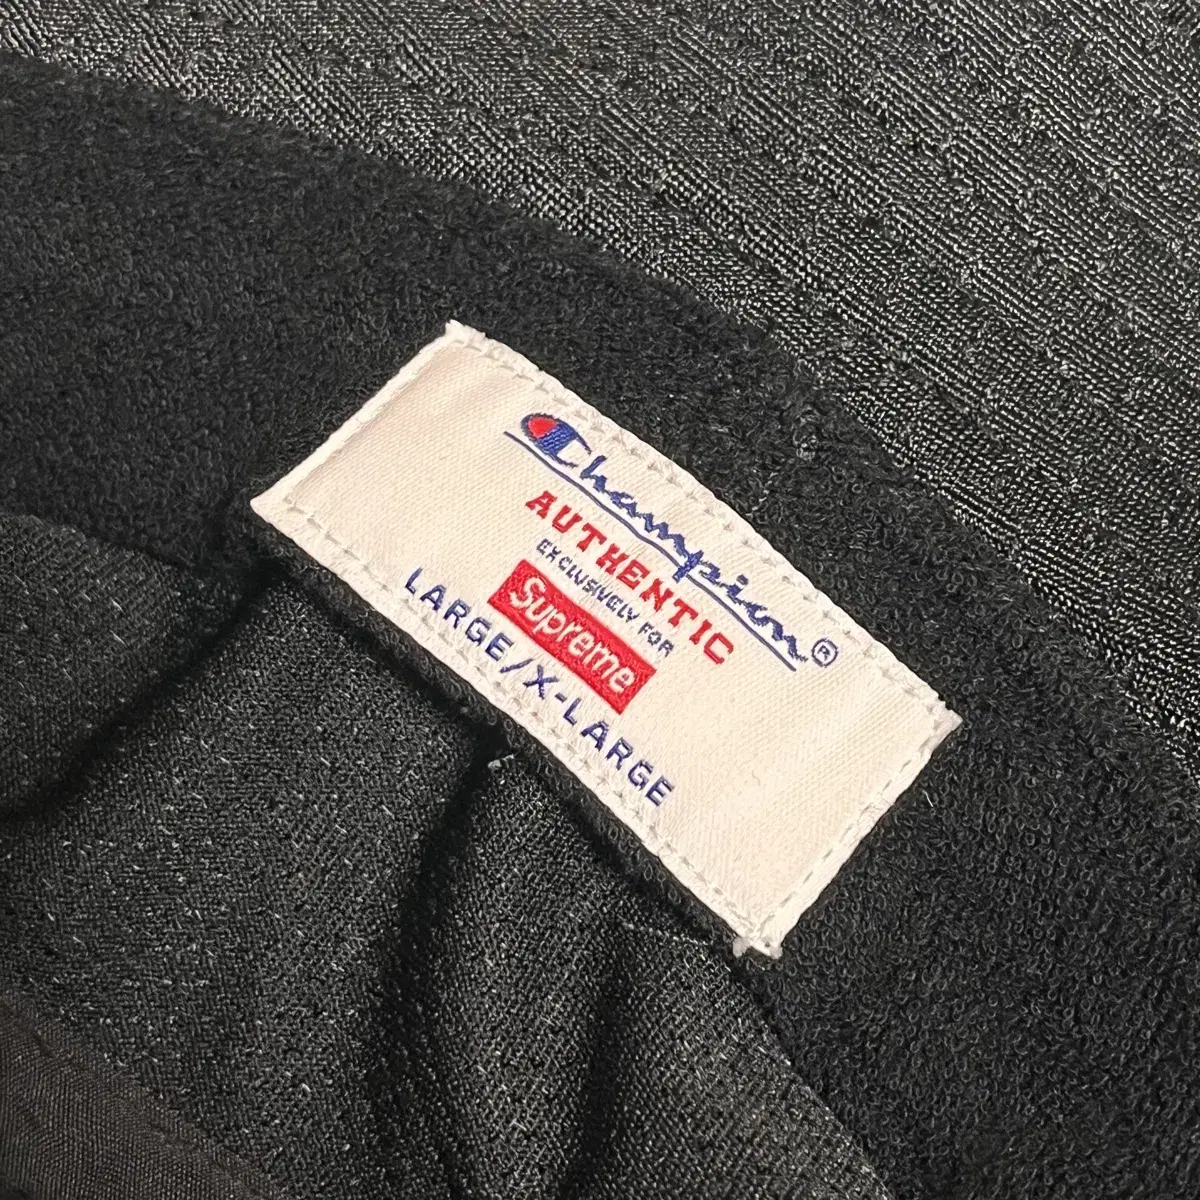 Champion®
AUTHENTIC
EXCLUSIVELY FOR
Supreme
LARGE/X-LARGE